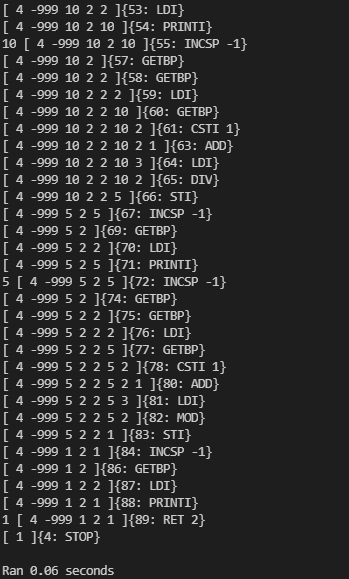 [ 4 -999 10 2 2 ]{53: LDI}
[ 4 -999 10 2 10 ]{54: PRINTI}
10 [ 4 -999 10 2 10 ]{55: INCSP -1}
[ 4 -999 10 2 ]{57: GETBP}
[ 4 -999 10 2 2 ]{58: GETBP}
[ 4 -999 10 2 2 2 ]{59: LDI}
[ 4 -999 10 2 2 10 ]{60: GETBP}
[ 4 -999 10 2 2 10 2 ]{61: CSTI 1}
[ 4 -999 10 2 2 10 2 1 ]{63: ADD}
[ 4 -999 10 2 2 10 3 ]{64: LDI}
[ 4 -999 10 2 2 10 2 ]{65: DIV}
[ 4 -999 10 2 2 5 ]{66: STI}
[ 4 -999 5 2 5 ]{67: INCSP -1}
[ 4 -999 5 2 ]{69: GETBP}
[ 4 -999 5 2 2 ]{70: LDI}
[ 4 -999 5 2 5 ]{71: PRINTI}
5 [ 4 -999 5 2 5 ]{72: INCSP -1}
[ 4 -999 5 2 ]{74: GETBP}
[ 4 -999 5 2 2 ]{75: GETBP}
[ 4 -999 5 2 2 2 ]{76: LDI}
[ 4 -999 5 2 2 5 ]{77: GETBP}
[ 4 -999 5 2 2 5 2 ]{78: CSTI 1}
[ 4 -999 5 2 2 5 2 1 ]{80: ADD}
[ 4 -999 5 2 2 5 3 ]{81: LDI}
[ 4 -999 5 2 2 5 2 ]{82: MOD}
[ 4 -999 5 2 2 1 ]{83: STI}
[ 4 -999 1 2 1 ]{84: INCSP -1}
[ 4 -999 1 2 ]{86: GETBP}
[ 4 -999 1 2 2 ]{87: LDI}
[ 4 -999 1 2 1 ]{88: PRINTI}
1 [ 4 -999 1 2 1 ]{89: RET 2}
[ 1 ]{4: STOP}
Ran 0.06 seconds